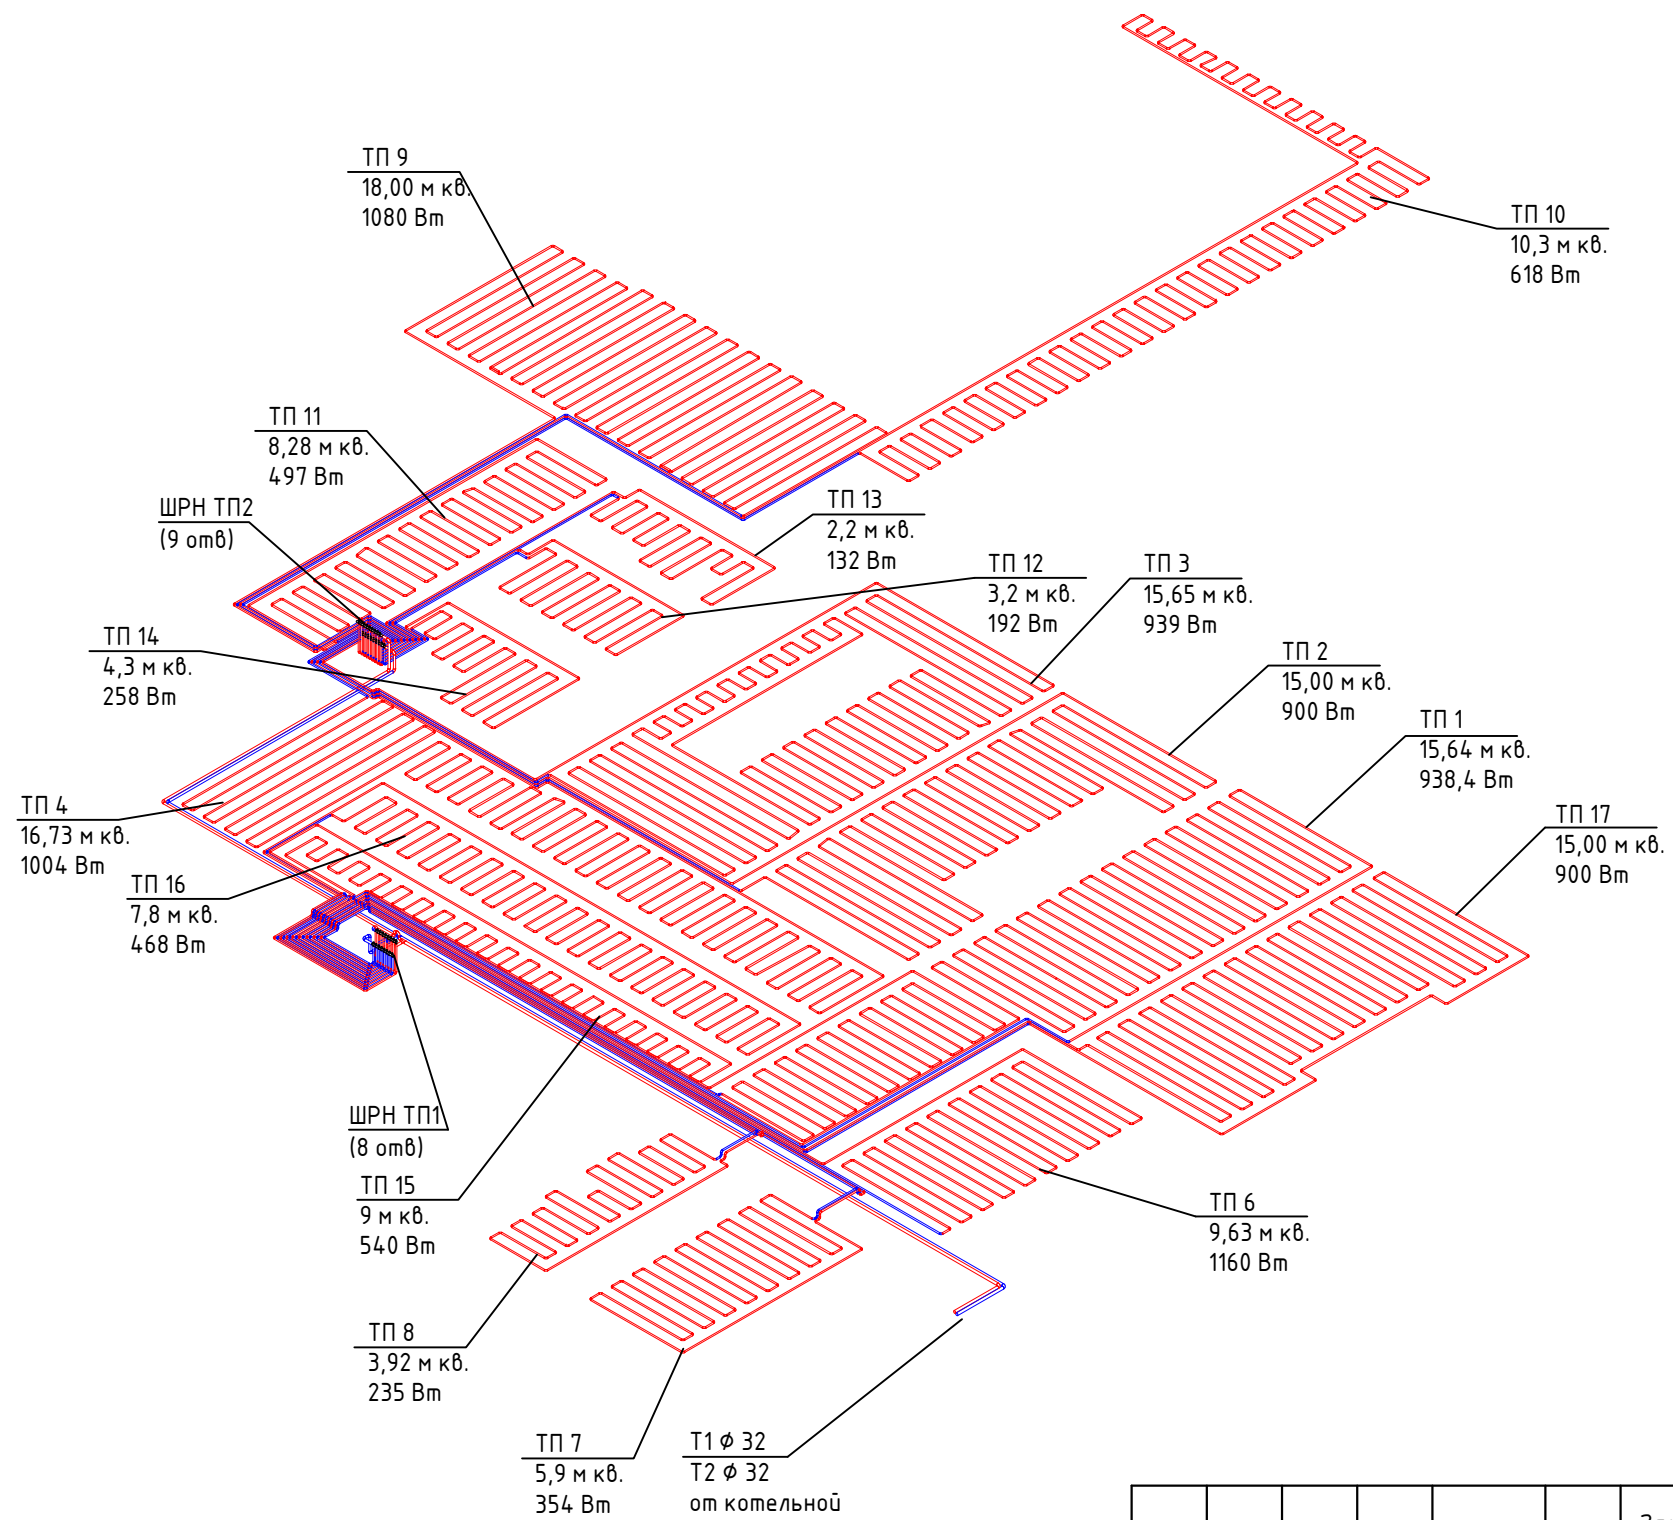 ТП 9
18,00 м кв.
1080 Вт
ТП 10
10,3 м кв.
618 Вт
ТП 11
8,28 м кв.
497 Вт
ШРН ТП2
(9 отв)
ТП 13
2,2 м кв.
132 Вт
ТП 12
3,2 м кв.
192 Вт
ТП 3
15,65 м кв.
939 Вт
ТП 14
4,3 м кв.
258 Вт
ТП 2
15,00 м кв.
900 Вт
ТП 1
15,64 м кв.
938,4 Вт
ТП 4
16,73 м кв.
1004 Вт
ТП 17
15,00 м кв.
900 Вт
ТП 16
7,8 м кв.
468 Вт
ШРН ТП1
(8 отв)
ТП 15
9 м кв.
540 Вт
ТП 6
9,63 м кв.
1160 Вт
ТП 8
3,92 м кв.
235 Вт
ТП 7
5,9 м кв.
354 Вт
Т1 Ф 32
Т2 Ф 32
от котельной